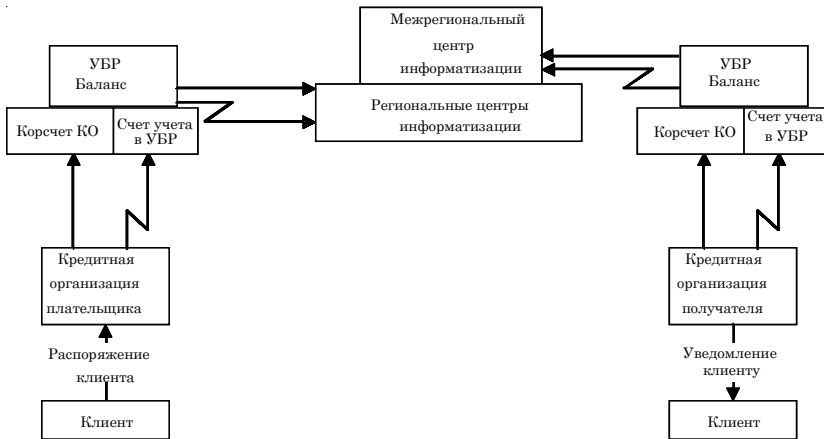 Межрегиональный
центр
информатизации
Региональные центры
информатизации
УБР
Баланс
Корсчет КО
Счет учета
в УБР
Кредитная
организация
плательщика
Распоряжение
клиента
Клиент
УБР
Баланс
Корсчет КО
Счет учета
в УБР
Кредитная
организация
получателя
Уведомление
клиенту
Клиент